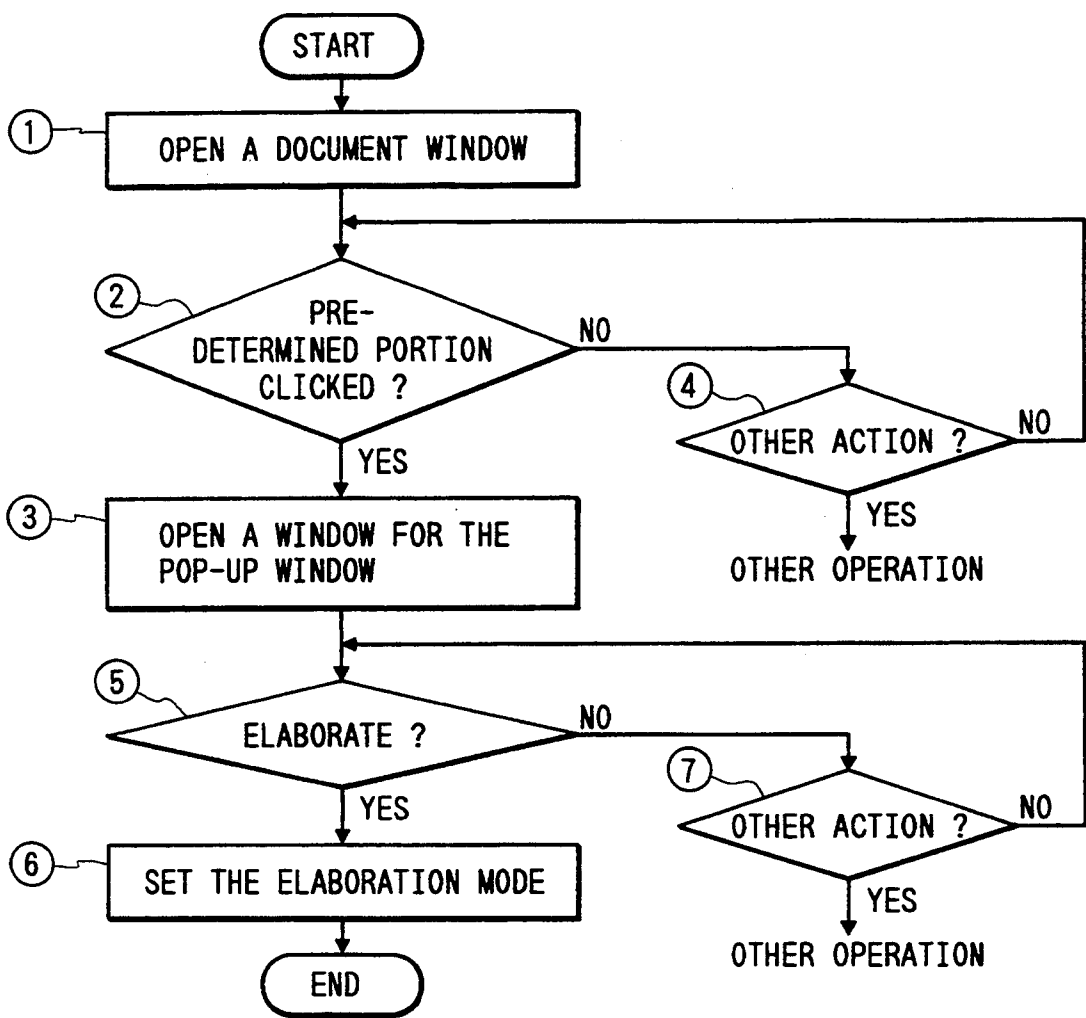 START
1
OPEN A DOCUMENT WINDOW
2
PRE-
DETERMINED PORTION
CLICKED ?
NO
4
OTHER ACTION ?
NO
YES
YES
OTHER OPERATION
3
OPEN A WINDOW FOR THE
POP-UP WINDOW
5
ELABORATE ?
NO
7
OTHER ACTION ?
NO
YES
6
SET THE ELABORATION MODE
YES
OTHER OPERATION
END